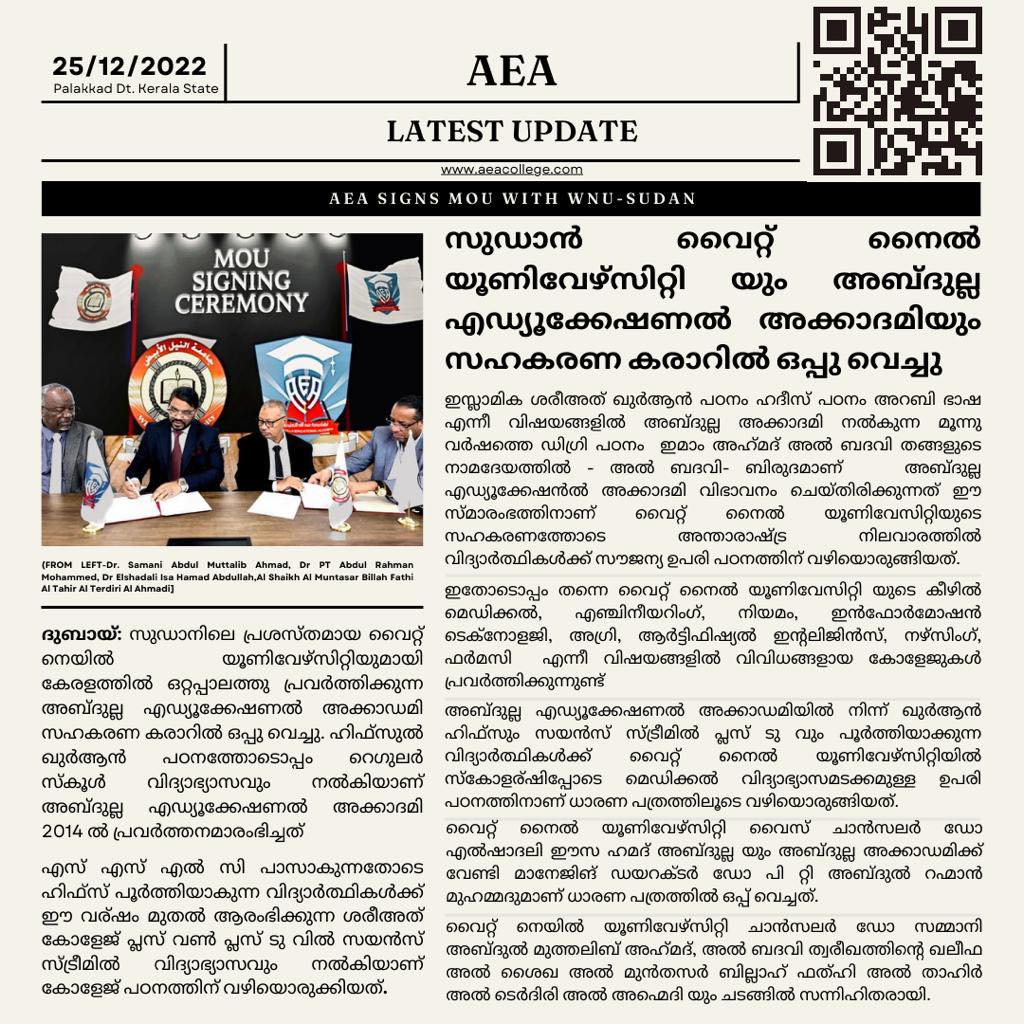 25/12/2022
Palakkad Dt. Kerala State
AEA
LATEST UPDATE
www.aeacollege.com
AEA SIGNS MOU WITH WNU-SUDAN
MOU
SIGNING
CEREMONY
جامعة النيل الأبيض
AEA
(FROM LEFT-Dr. Samani Abdul Muttalib Ahmad, Dr PT Abdul Rahman
Mohammed, Dr Elshadali Isa Hamad Abdullah,Al Shaikh Al Muntasar Billah Fathi
Al Tahir Al Terdiri Al Ahmadi]
ദുബായ്: സുഡാനിലെ പ്രശസ്തമായ വൈറ്റ്
നെയിൽ യൂണിവേഴ്സിറ്റിയുമായി
കേരളത്തിൽ ഒറ്റപ്പാലത്തു പ്രവർത്തിക്കുന്ന
അബ്ദുല്ല എഡ്യൂക്കേഷണൽ അക്കാഡമി
സഹകരണ കരാറിൽ ഒപ്പു വെച്ചു. ഹിഫ്സുൽ
ഖുർആൻ പഠനത്തോടൊപ്പം റെഗുലർ
സ്കൂൾ വിദ്യാഭ്യാസവും നൽകിയാണ്
അബ്ദുല്ല എഡ്യൂക്കേഷണൽ അക്കാദമി
2014 ൽ പ്രവർത്തനമാരംഭിച്ചത്
എസ് എസ് എൽ സി പാസാകുന്നതോടെ
ഹിഫ്സ് പൂർത്തിയാകുന്ന വിദ്യാർത്ഥികൾക്ക്
ഈ വര്ഷം മുതൽ ആരംഭിക്കുന്ന ശരീഅത്
കോളേജ് പ്ലസ് വൺ പ്ലസ് ടു വിൽ സയൻസ്
സ്ട്രീമിൽ വിദ്യാഭ്യാസവും നൽകിയാണ്
കോളേജ് പഠനത്തിന് വഴിയൊരുക്കിയത്.
സുഡാൻ വൈറ്റ് നൈൽ
യൂണിവേഴ്സിറ്റി യും അബ്ദുല്ല
എഡ്യൂക്കേഷണൽ അക്കാദമിയും
സഹകരണ കരാറിൽ ഒപ്പു വെച്ചു
ഇസ്ലാമിക ശരീഅത് ഖുർആൻ പഠനം ഹദീസ് പഠനം അറബി ഭാഷ
എന്നീ വിഷയങ്ങളിൽ അബ്ദുല്ല അക്കാദമി നൽകുന്ന മൂന്നു
വർഷത്തെ ഡിഗ്രി പഠനം ഇമാം അഹ്മദ് അൽ ബദവി തങ്ങളുടെ
നാമദേയത്തിൽ - അൽ ബദവി- ബിരുദമാണ് അബ്ദുല്ല
എഡ്യൂക്കേഷൻൽ അക്കാദമി വിഭാവനം ചെയ്തിരിക്കുന്നത് ഈ
സ്മാരംഭത്തിനാണ് വൈറ്റ് നൈൽ യൂണിവേസിറ്റിയുടെ
സഹകരണത്തോടെ അന്താരാഷ്ട്ര നിലവാരത്തിൽ
വിദ്യാർത്ഥികൾക്ക് സൗജന്യ ഉപരി പഠനത്തിന് വഴിയൊരുങ്ങിയത്.
ഇതോടൊപ്പം തന്നെ വൈറ്റ് നൈൽ യൂണിവേസിറ്റി യുടെ കീഴിൽ
മെഡിക്കൽ, എഞ്ചിനീയറിംഗ്, നിയമം, ഇൻഫോർമോഷൻ
ടെക്നോളജി, അഗ്രി, ആർട്ടിഫിഷ്യൽ ഇന്റലിജിൻസ്, നഴ്സിംഗ്,
ഫർമസി എന്നീ വിഷയങ്ങളിൽ വിവിധങ്ങളായ കോളേജുകൾ
പ്രവർത്തിക്കുന്നുണ്ട്
അബ്ദുല്ല എഡ്യൂക്കേഷണൽ അക്കാഡമിയിൽ നിന്ന് ഖുർആൻ
ഹിഫ്സും സയൻസ് സ്ട്രീമിൽ പ്ലസ് ടു വും പൂർത്തിയാക്കുന്ന
വിദ്യാർത്ഥികൾക്ക് വൈറ്റ് നൈൽ യൂണിവേഴ്സിറ്റിയിൽ
സ്കോളര്ഷിപ്പോടെ മെഡിക്കൽ വിദ്യാഭ്യാസമടക്കമുള്ള ഉപരി
പഠനത്തിനാണ് ധാരണ പത്രത്തിലൂടെ വഴിയൊരുങ്ങിയത്.
വൈറ്റ് നൈൽ യൂണിവേഴ്സിറ്റി വൈസ് ചാൻസലർ ഡോ
എൽഷാദലി ഈസ ഹമദ് അബ്ദുല്ല യും അബ്ദുല്ല അക്കാഡമിക്ക്
വേണ്ടി മാനേജിങ് ഡയറക്ടർ ഡോ പി റ്റി അബ്ദുൽ റഹ്മാൻ
മുഹമ്മദുമാണ് ധാരണ പത്രത്തിൽ ഒപ്പ് വെച്ചത്.
വൈറ്റ് നെയിൽ യൂണിവേഴ്സിറ്റി ചാൻസലർ ഡോ സമ്മാനി
അബ്ദുൽ മുത്തലിബ് അഹ്മദ്, അൽ ബദവി ത്വരീഖത്തിന്റെ ഖലീഫ
അൽ ശൈഖ അൽ മുൻതസർ ബില്ലാഹ് ഫത്ഹി അൽ താഹിർ
അൽ ടെർദിരി അൽ അഹ്മെദി യും ചടങ്ങിൽ സന്നിഹിതരായി.